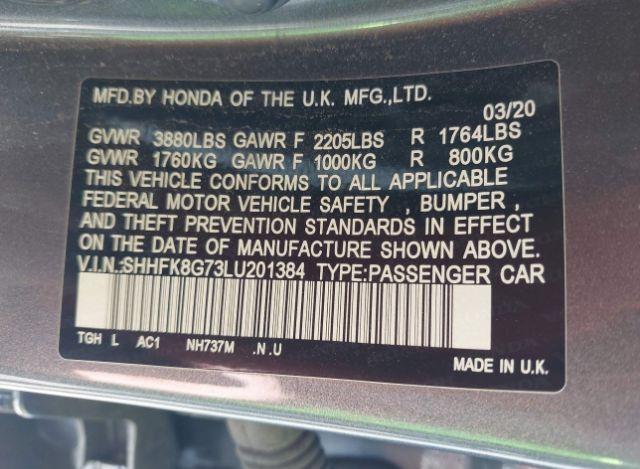 MFD.BY HONDA OF THE U.K. MFG.,LTD.
03/20
GVWR 3880LBS GAWR F 2205LBS R 1764LBS
GVWR 1760KG GAWR F 1000KG R 800KG
THIS VEHICLE CONFORMS TO ALL APPLICABLE
FEDERAL MOTOR VEHICLE SAFETY , BUMPER ,
AND THEFT PREVENTION STANDARDS IN EFFECT
ON THE DATE OF MANUFACTURE SHOWN ABOVE.
V.I.N.:SHHFK8G73LU201384 TYPE:PASSENGER CAR
TGH L AC1 NH737M .N.U
MADE IN U.K.